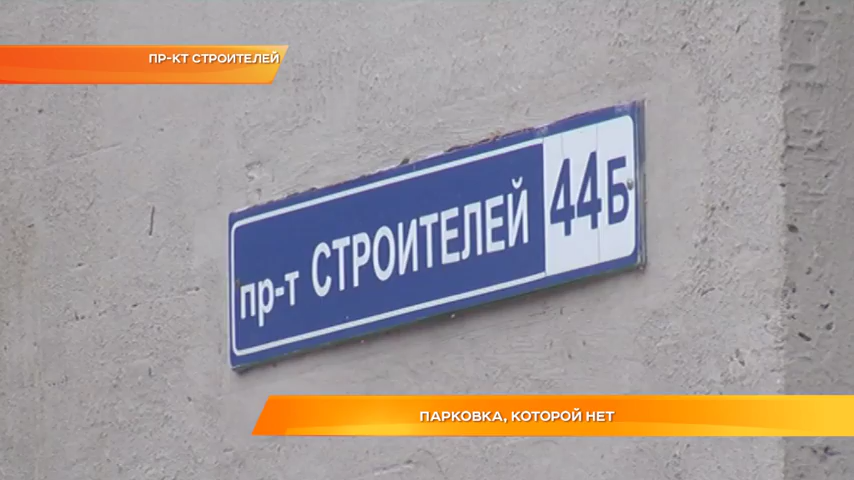 ПР-КТ СТРОИТЕЛЕЙ
пр-т СТРОИТЕЛЕЙ 44Б
ПАРКОВКА, КОТОРОЙ НЕТ